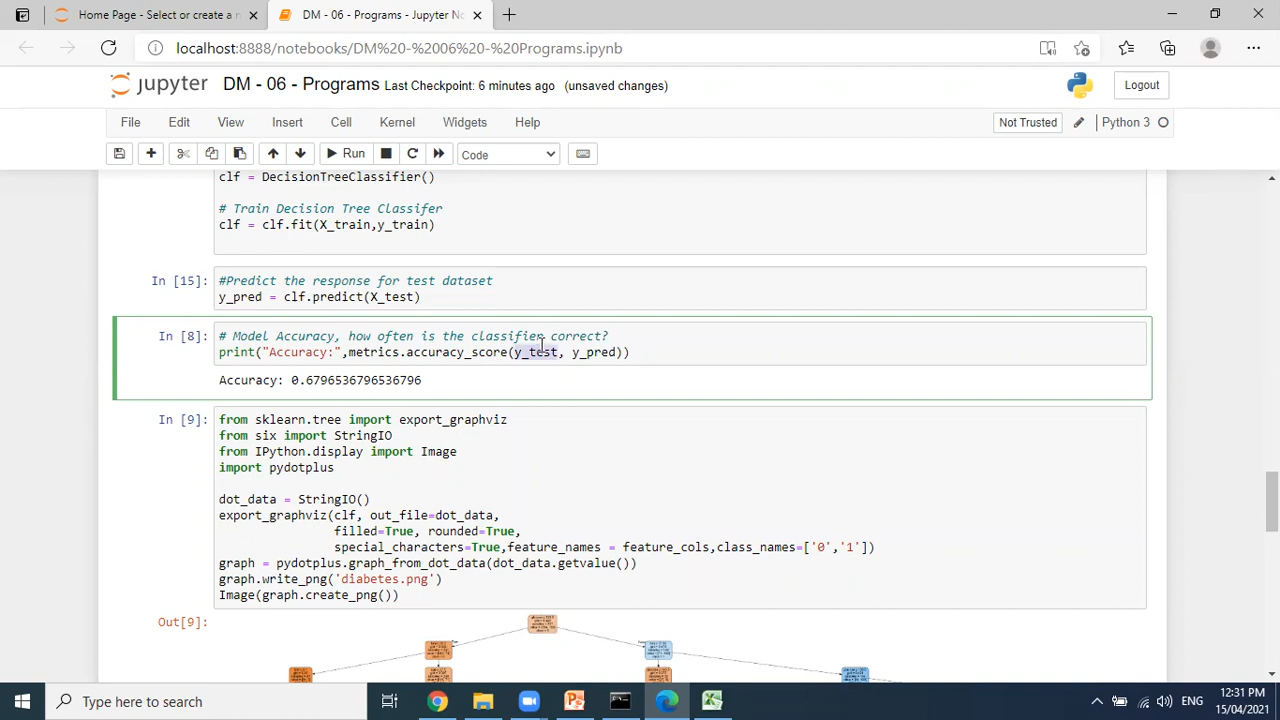 Home Page - Select or create a n
DM - 06 - Programs - Jupyter No
localhost:8888/notebooks/DM%20-%2006%20-%20Programs.ipynb
jupyter DM - 06 - Programs Last Checkpoint: 6 minutes ago (unsaved changes)
Logout
File Edit View Insert Cell Kernel Widgets Help
Not Trusted
Python 3
Run
Code
clf = DecisionTreeClassifier()
# Train Decision Tree Classifer
clf = clf.fit(X_train,y_train)
In [15]:
#Predict the response for test dataset
y_pred = clf.predict(X_test)
In [8]:
# Model Accuracy, how often is the classifier correct?
print("Accuracy:",metrics.accuracy_score(y_test, y_pred))
Accuracy: 0.6796536796536796
In [9]:
from sklearn.tree import export_graphviz
from six import StringIO
from IPython.display import Image
import pydotplus
dot_data = StringIO()
export_graphviz(clf, out_file=dot_data,
filled=True, rounded=True,
special_characters=True,feature_names = feature_cols,class_names=['0','1'])
graph = pydotplus.graph_from_dot_data(dot_data.getvalue())
graph.write_png('diabetes.png')
Image(graph.create_png())
Out[9]:
Type here to search
ENG
12:31 PM
15/04/2021